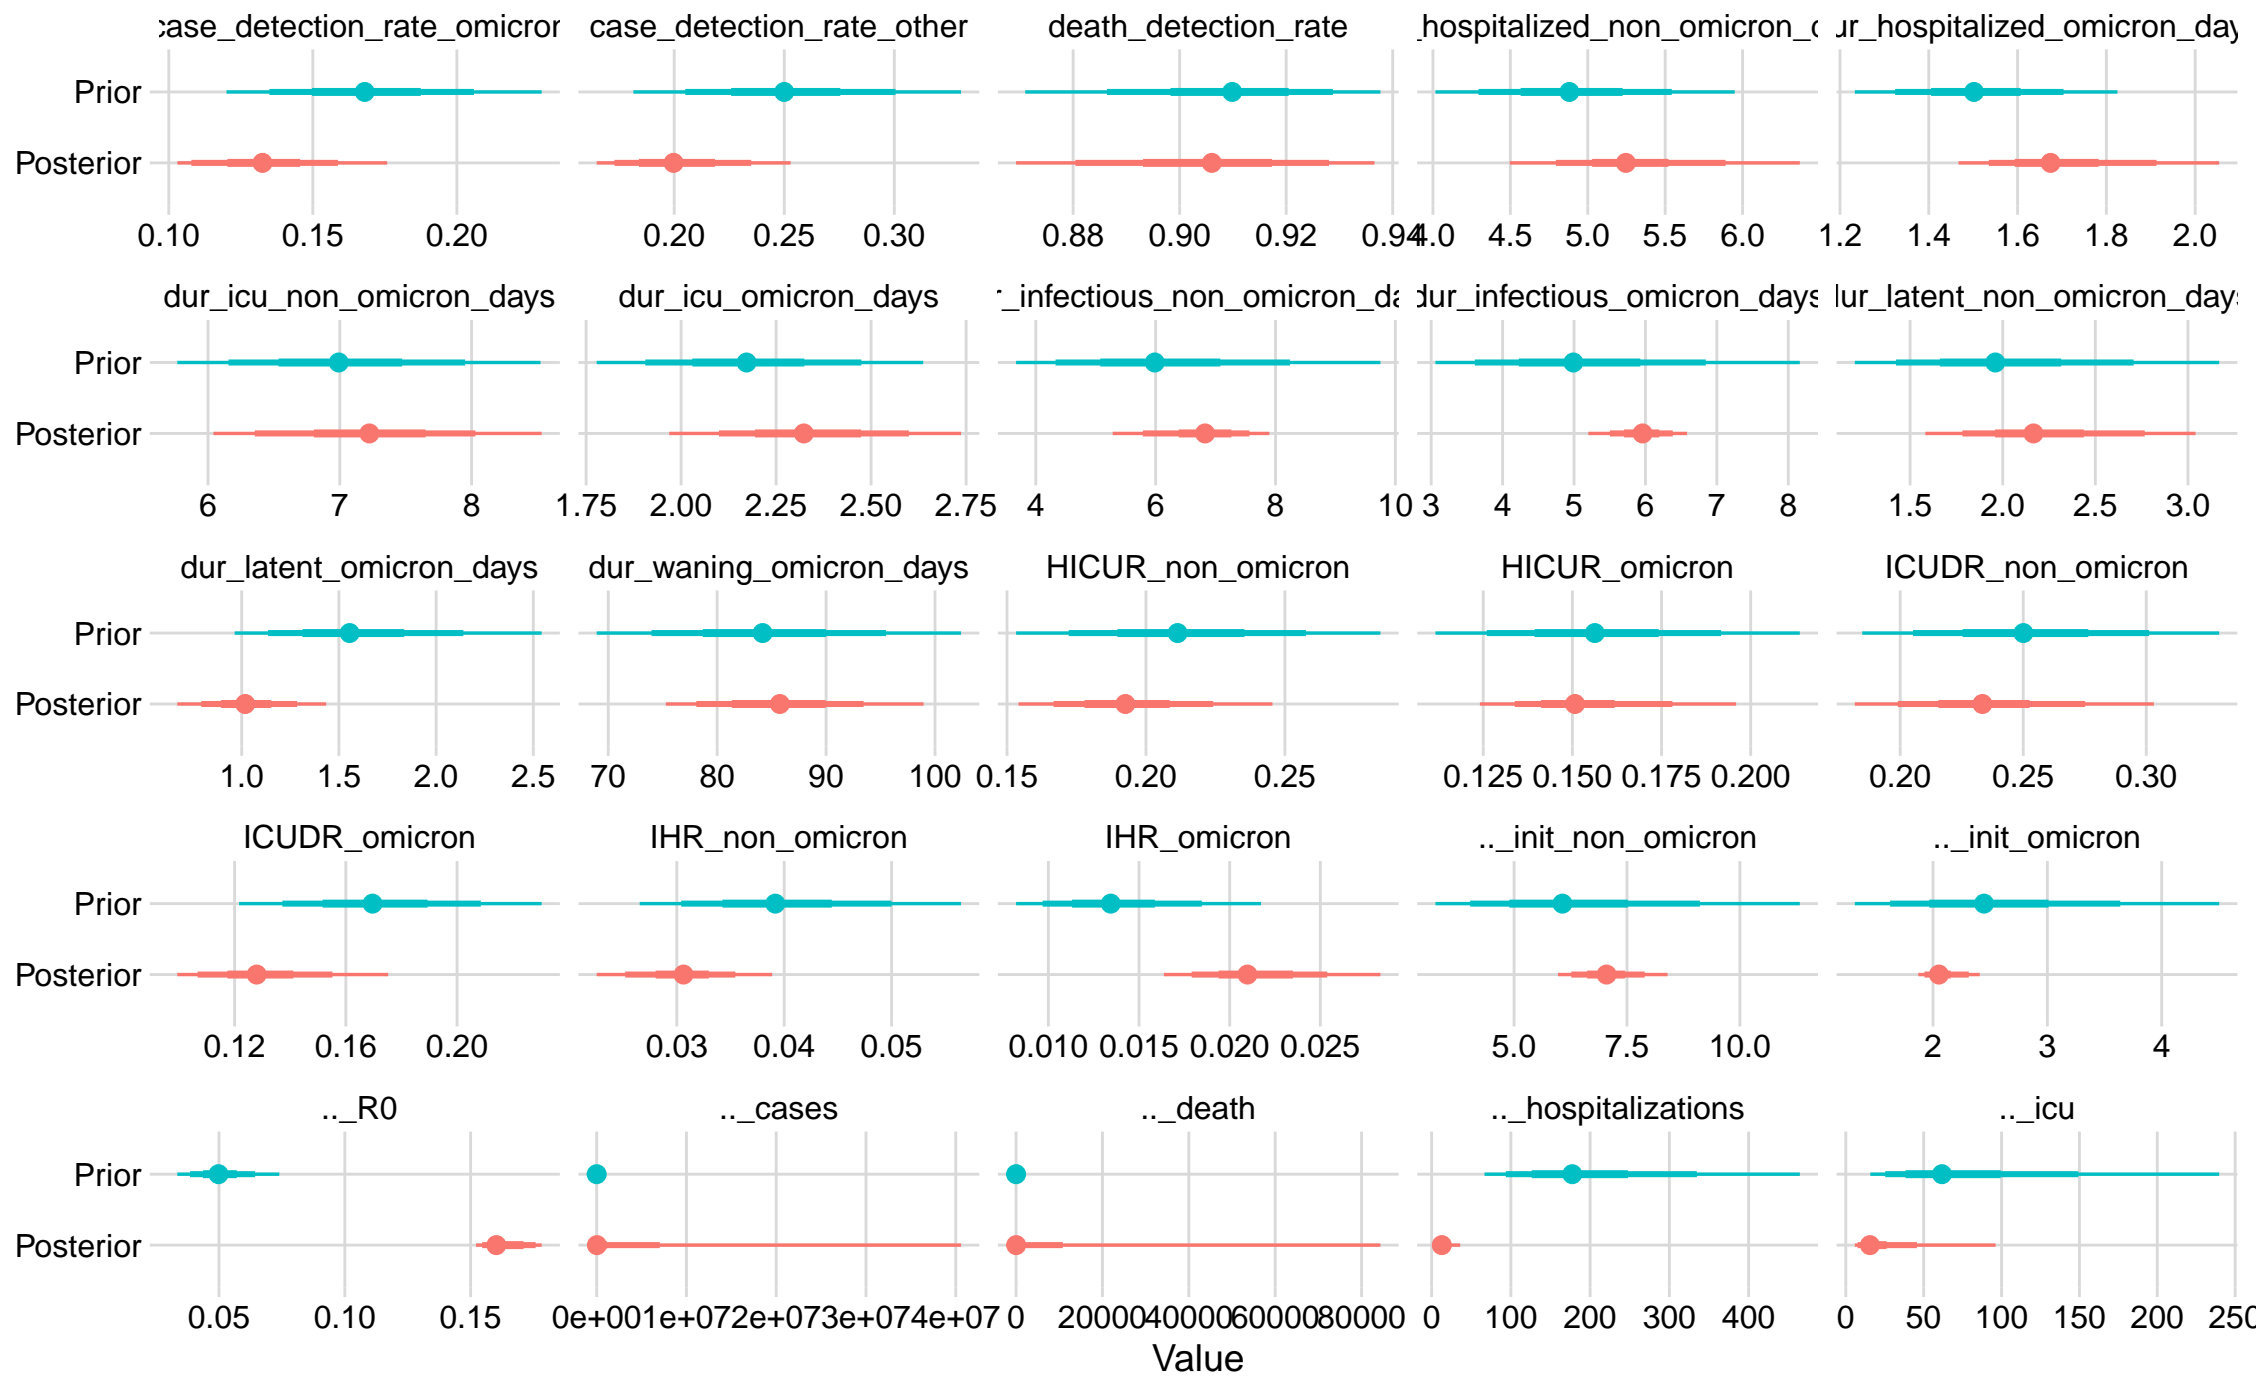 case_detection_rate_omicron case_detection_rate_other death_detection_rate _hospitalized_non_omicron_ ur_hospitalized_omicron_day
Prior
Posterior
0.10 0.15 0.20 0.20 0.25 0.30 0.88 0.90 0.92 0.94 4.0 4.5 5.0 5.5 6.0 1.2 1.4 1.6 1.8 2.0
dur_icu_non_omicron_days dur_icu_omicron_days r_infectious_non_omicron_da dur_infectious_omicron_days dur_latent_non_omicron_days
Prior
Posterior
6 7 8 1.75 2.00 2.25 2.50 2.75 4 6 8 10 3 4 5 6 7 8 1.5 2.0 2.5 3.0
dur_latent_omicron_days dur_waning_omicron_days HICUR_non_omicron HICUR_omicron ICUDR_non_omicron
Prior
Posterior
1.0 1.5 2.0 2.5 70 80 90 100 0.15 0.20 0.25 0.125 0.150 0.175 0.200 0.20 0.25 0.30
ICUDR_omicron IHR_non_omicron IHR_omicron .._init_non_omicron .._init_omicron
Prior
Posterior
0.12 0.16 0.20 0.03 0.04 0.05 0.010 0.015 0.020 0.025 5.0 7.5 10.0 2 3 4
.._R0 .._cases .._death .._hospitalizations .._icu
Prior
Posterior
0.05 0.10 0.15 0e+00 1e+07 2e+07 3e+07 4e+07 0 20000 40000 60000 80000 0 100 200 300 400 0 50 100 150 200 250
Value